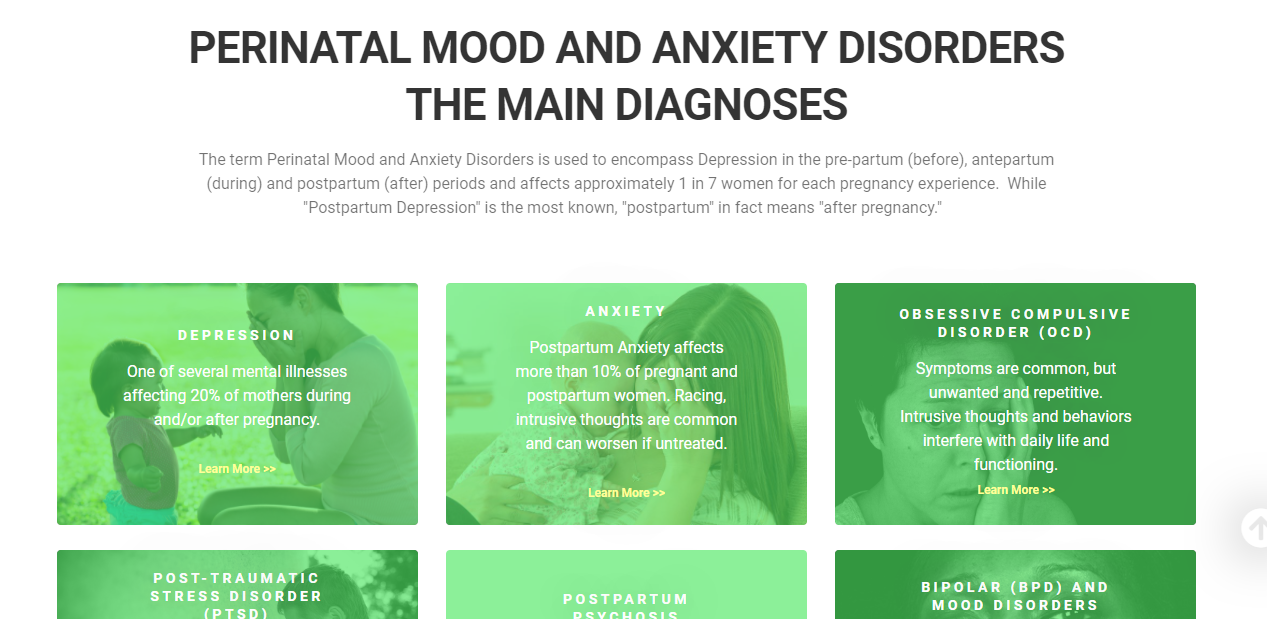 PERINATAL MOOD AND ANXIETY DISORDERS
THE MAIN DIAGNOSES
The term Perinatal Mood and Anxiety Disorders is used to encompass Depression in the pre-partum (before), antepartum
(during) and postpartum (after) periods and affects approximately 1 in 7 women for each pregnancy experience.  While
"Postpartum Depression" is the most known, "postpartum" in fact means "after pregnancy."
DEPRESSION
One of several mental illnesses
affecting 20% of mothers during
and/or after pregnancy.
Learn More >>
ANXIETY
Postpartum Anxiety affects
more than 10% of pregnant and
postpartum women. Racing,
intrusive thoughts are common
and can worsen if untreated.
Learn More >>
OBSESSIVE COMPULSIVE
DISORDER (OCD)
Symptoms are common, but
unwanted and repetitive.
Intrusive thoughts and behaviors
interfere with daily life and
functioning.
Learn More >>
POST-TRAUMATIC
STRESS DISORDER
(PTSD)
POSTPARTUM
PSYCHOSIS
BIPOLAR (BPD) AND
MOOD DISORDERS